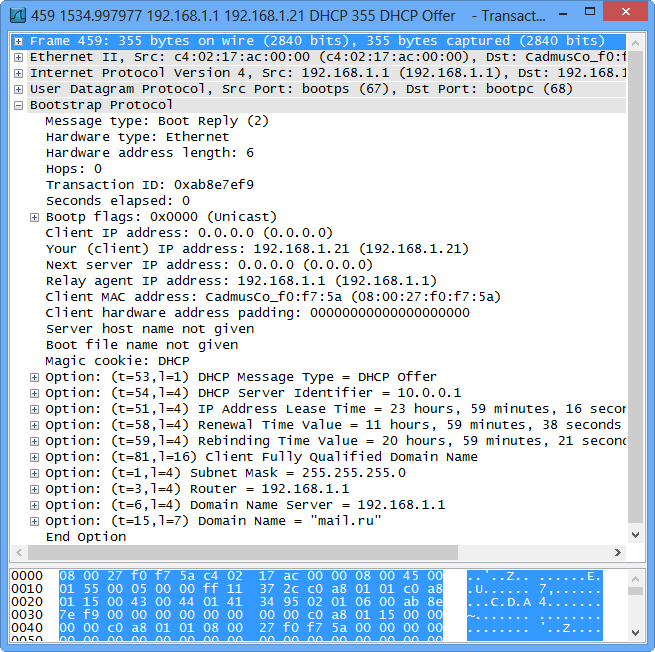 459 1534.997977 192.168.1.1 192.168.1.21 DHCP 355 DHCP Offer - Transact...
Frame 459: 355 bytes on wire (2840 bits), 355 bytes captured (2840 bits)
Ethernet II, Src: c4:02:17:ac:00:00 (c4:02:17:ac:00:00), Dst: CadmusCo_f0:f
Internet Protocol Version 4, Src: 192.168.1.1 (192.168.1.1), Dst: 192.168.1
User Datagram Protocol, Src Port: bootps (67), Dst Port: bootpc (68)
Bootstrap Protocol
Message type: Boot Reply (2)
Hardware type: Ethernet
Hardware address length: 6
Hops: 0
Transaction ID: 0xab8e7ef9
Seconds elapsed: 0
Bootp flags: 0x0000 (Unicast)
Client IP address: 0.0.0.0 (0.0.0.0)
Your (client) IP address: 192.168.1.21 (192.168.1.21)
Next server IP address: 0.0.0.0 (0.0.0.0)
Relay agent IP address: 192.168.1.1 (192.168.1.1)
Client MAC address: CadmusCo_f0:f7:5a (08:00:27:f0:f7:5a)
Client hardware address padding: 00000000000000000000
Server host name not given
Boot file name not given
Magic cookie: DHCP
Option: (t=53,l=1) DHCP Message Type = DHCP Offer
Option: (t=54,l=4) DHCP Server Identifier = 10.0.0.1
Option: (t=51,l=4) IP Address Lease Time = 23 hours, 59 minutes, 16 secon
Option: (t=58,l=4) Renewal Time Value = 11 hours, 59 minutes, 38 seconds
Option: (t=59,l=4) Rebinding Time Value = 20 hours, 59 minutes, 21 second
Option: (t=81,l=16) Client Fully Qualified Domain Name
Option: (t=1,l=4) Subnet Mask = 255.255.255.0
Option: (t=3,l=4) Router = 192.168.1.1
Option: (t=6,l=4) Domain Name Server = 192.168.1.1
Option: (t=15,l=7) Domain Name = "mail.ru"
End Option
0000 08 00 27 f0 f7 5a c4 02 17 ac 00 00 08 00 45 00 ..'..Z.. ......E.
0010 01 55 00 05 00 00 ff 11 37 2c c0 a8 01 01 c0 a8 .U...... 7,......
0020 01 15 00 43 00 44 01 41 34 95 02 01 06 00 ab 8e ...C.D.A 4.......
0030 7e f9 00 00 00 00 00 00 00 00 c0 a8 01 15 00 00 ~....... ........
0040 00 00 c0 a8 01 01 08 00 27 f0 f7 5a 00 00 00 00 ........ '..Z....